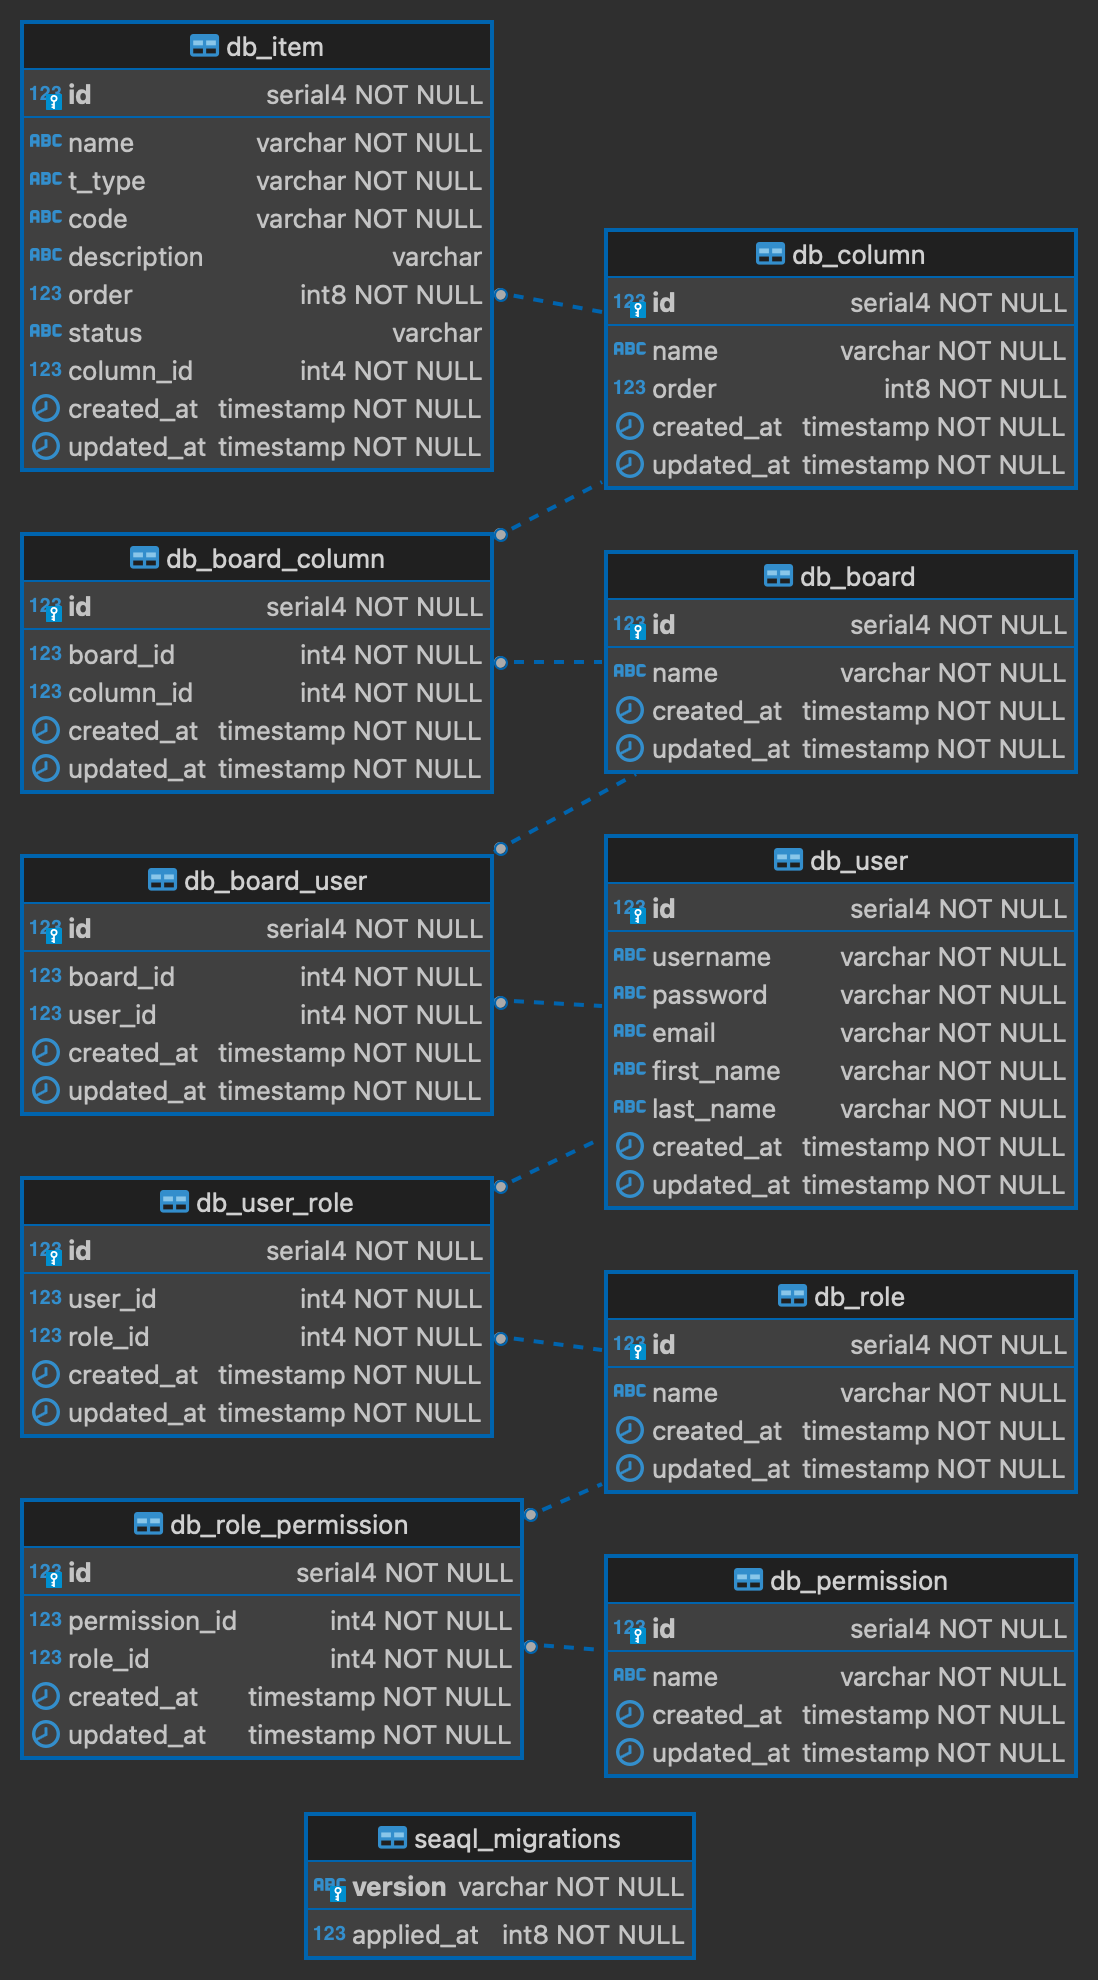 db_item
123 id serial4 NOT NULL
ABC name varchar NOT NULL
ABC t_type varchar NOT NULL
ABC code varchar NOT NULL
ABC description varchar
123 order int8 NOT NULL
ABC status varchar
123 column_id int4 NOT NULL
created_at timestamp NOT NULL
updated_at timestamp NOT NULL
db_column
123 id serial4 NOT NULL
ABC name varchar NOT NULL
123 order int8 NOT NULL
created_at timestamp NOT NULL
updated_at timestamp NOT NULL
db_board_column
123 id serial4 NOT NULL
123 board_id int4 NOT NULL
123 column_id int4 NOT NULL
created_at timestamp NOT NULL
updated_at timestamp NOT NULL
db_board
123 id serial4 NOT NULL
ABC name varchar NOT NULL
created_at timestamp NOT NULL
updated_at timestamp NOT NULL
db_board_user
123 id serial4 NOT NULL
123 board_id int4 NOT NULL
123 user_id int4 NOT NULL
created_at timestamp NOT NULL
updated_at timestamp NOT NULL
db_user
123 id serial4 NOT NULL
ABC username varchar NOT NULL
ABC password varchar NOT NULL
ABC email varchar NOT NULL
ABC first_name varchar NOT NULL
ABC last_name varchar NOT NULL
created_at timestamp NOT NULL
updated_at timestamp NOT NULL
db_user_role
123 id serial4 NOT NULL
123 user_id int4 NOT NULL
123 role_id int4 NOT NULL
created_at timestamp NOT NULL
updated_at timestamp NOT NULL
db_role
123 id serial4 NOT NULL
ABC name varchar NOT NULL
created_at timestamp NOT NULL
updated_at timestamp NOT NULL
db_role_permission
123 id serial4 NOT NULL
123 permission_id int4 NOT NULL
123 role_id int4 NOT NULL
created_at timestamp NOT NULL
updated_at timestamp NOT NULL
db_permission
123 id serial4 NOT NULL
ABC name varchar NOT NULL
created_at timestamp NOT NULL
updated_at timestamp NOT NULL
seaql_migrations
ABC version varchar NOT NULL
123 applied_at int8 NOT NULL